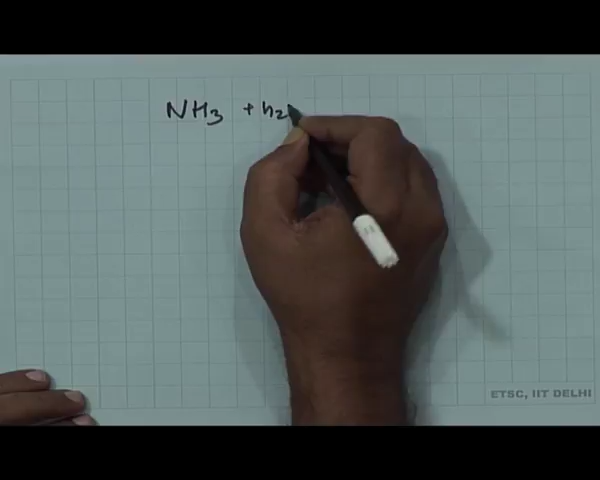 NH3 + h2
ETSC, IIT DELHI